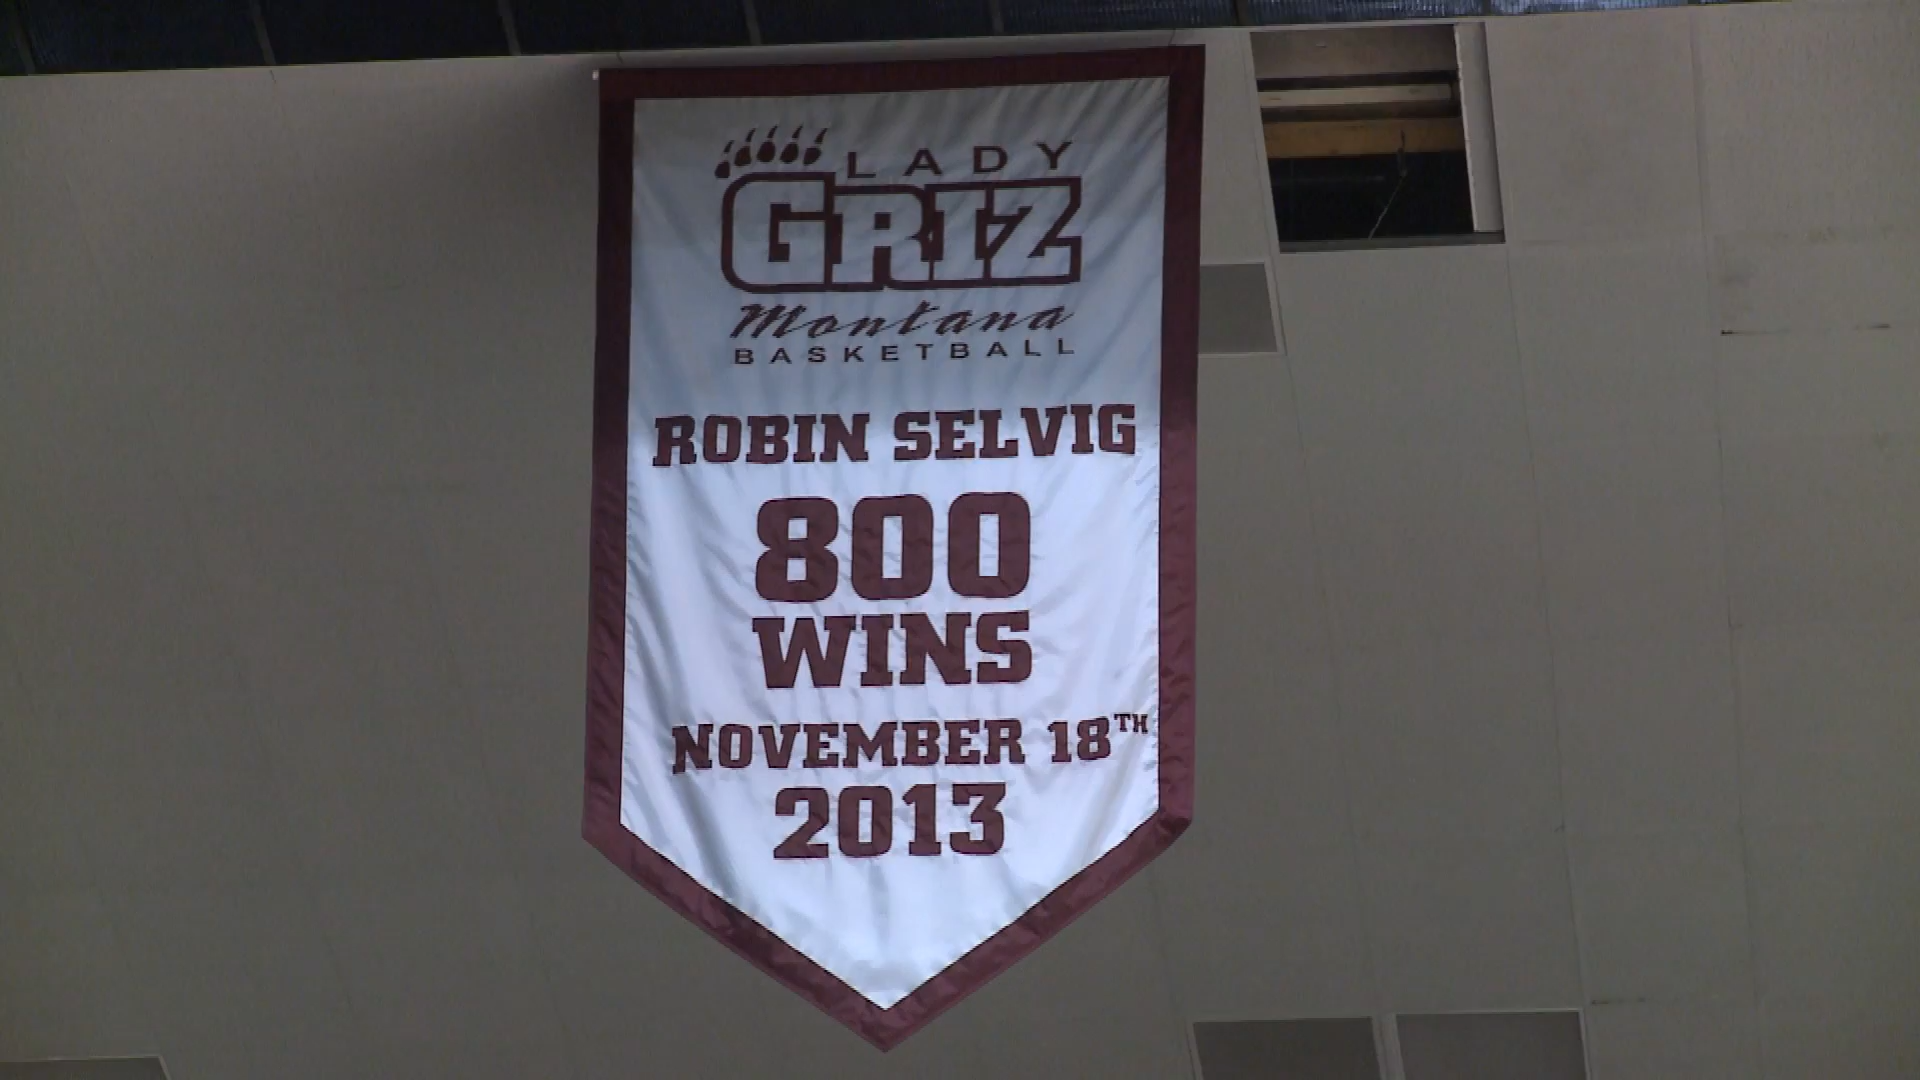 LADY
GRIZ
Montana
BASKETBALL
ROBIN SELVIG
800
WINS
NOVEMBER 18TH
2013